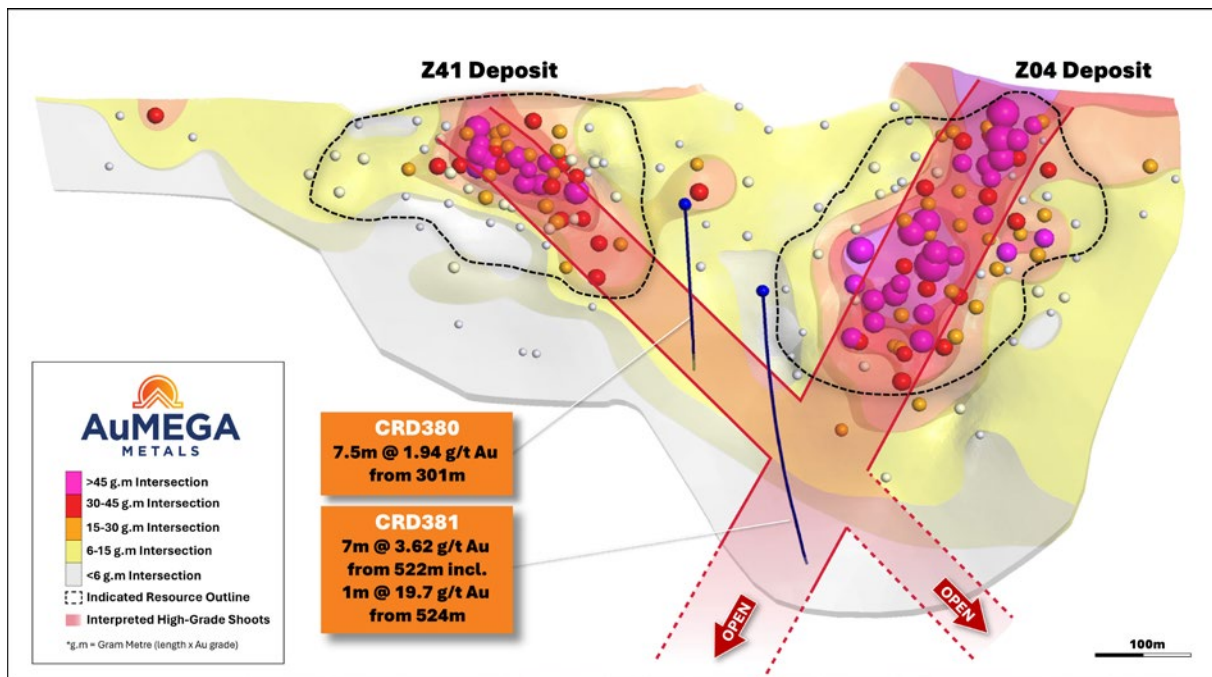 Z41 Deposit
Z04 Deposit
CRD380
7.5m @ 1.94 g/t Au
from 301m
CRD381
7m @ 3.62 g/t Au
from 522m incl.
1m @ 19.7 g/t Au
from 524m
AuMEGA
METALS
>45 g.m Intersection
30-45 g.m Intersection
15-30 g.m Intersection
6-15 g.m Intersection
<6 g.m Intersection
Indicated Resource Outline
Interpreted High-Grade Shoots
*g.m = Gram Metre (length x Au grade)
OPEN
OPEN
100m